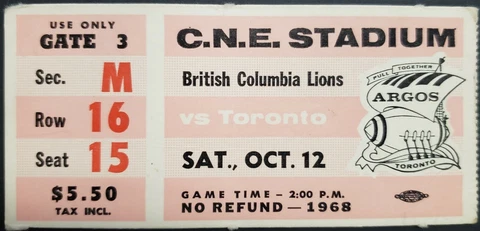 USE ONLY
GATE 3
Sec. M
Row 16
Seat 15
$5.50
TAX INCL.
C.N.E. STADIUM
British Columbia Lions
vs Toronto
SAT., OCT. 12
GAME TIME – 2:00 P.M.
NO REFUND – 1968
PULL TOGETHER
ARGOS
TORONTO